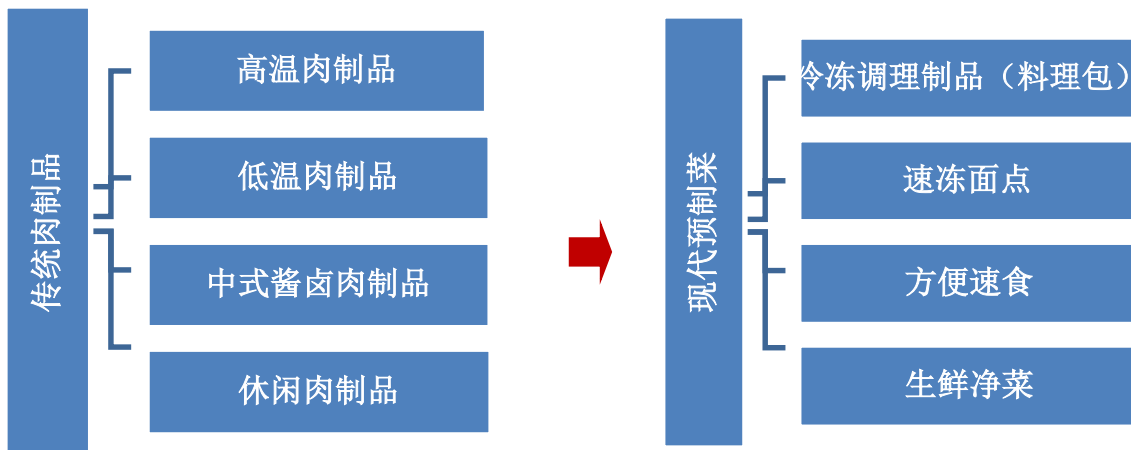 传统肉制品
高温肉制品
低温肉制品
中式酱卤肉制品
休闲肉制品
现代预制菜
冷冻调理制品（料理包）
速冻面点
方便速食
生鲜净菜